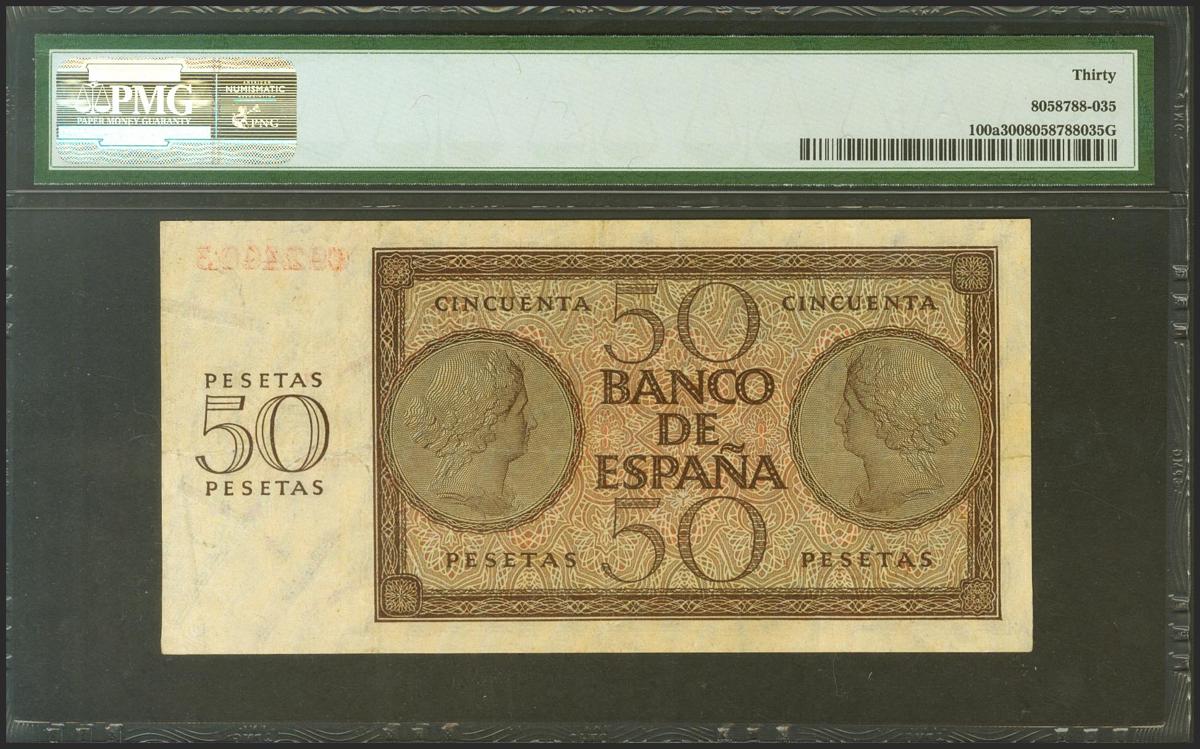 PMG
PAPER MONEY GUARANTY
NUMISMATIC
PNG
Thirty
8058788-035
100a3008058788035G
CINCUENTA 50 CINCUENTA
BANCO
DE
ESPAÑA
PESETAS 50 PESETAS
PESETAS
50
PESETAS